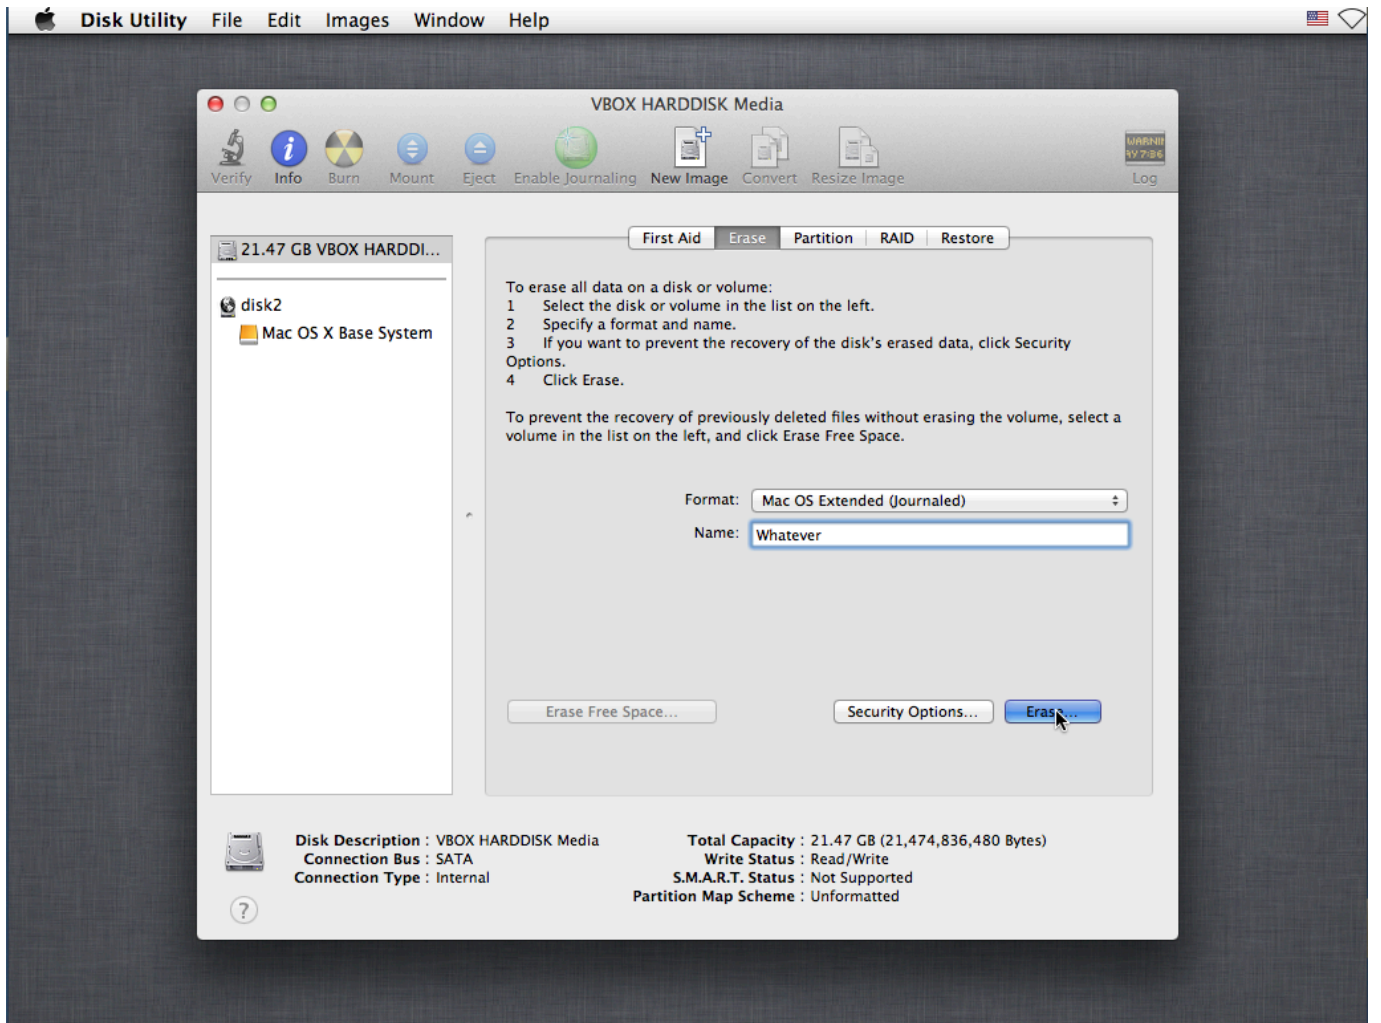 Disk Utility File Edit Images Window Help
VBOX HARDDISK Media
WARNIN
AY 7:36
Verify Info Burn Mount Eject Enable Journaling New Image Convert Resize Image Log
21.47 GB VBOX HARDDI...
disk2
Mac OS X Base System
First Aid Erase Partition RAID Restore
To erase all data on a disk or volume:
1 Select the disk or volume in the list on the left.
2 Specify a format and name.
3 If you want to prevent the recovery of the disk's erased data, click Security
Options.
4 Click Erase.
To prevent the recovery of previously deleted files without erasing the volume, select a
volume in the list on the left, and click Erase Free Space.
Format: Mac OS Extended (Journaled)
Name: Whatever
Erase Free Space... Security Options... Erase...
Disk Description : VBOX HARDDISK Media
Connection Bus : SATA
Connection Type : Internal
Total Capacity : 21.47 GB (21,474,836,480 Bytes)
Write Status : Read/Write
S.M.A.R.T. Status : Not Supported
Partition Map Scheme : Unformatted
?